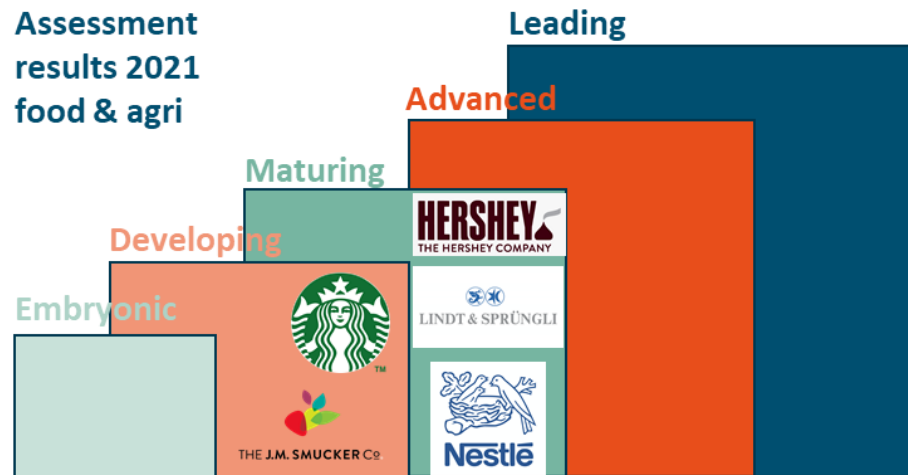 Assessment
results 2021
food & agri
Leading
Advanced
Maturing
HERSHEY
THE HERSHEY COMPANY
Developing
LINDT & SPRÜNGLI
Embryonic
TM
THE J.M. SMUCKER Co.
Nestlé